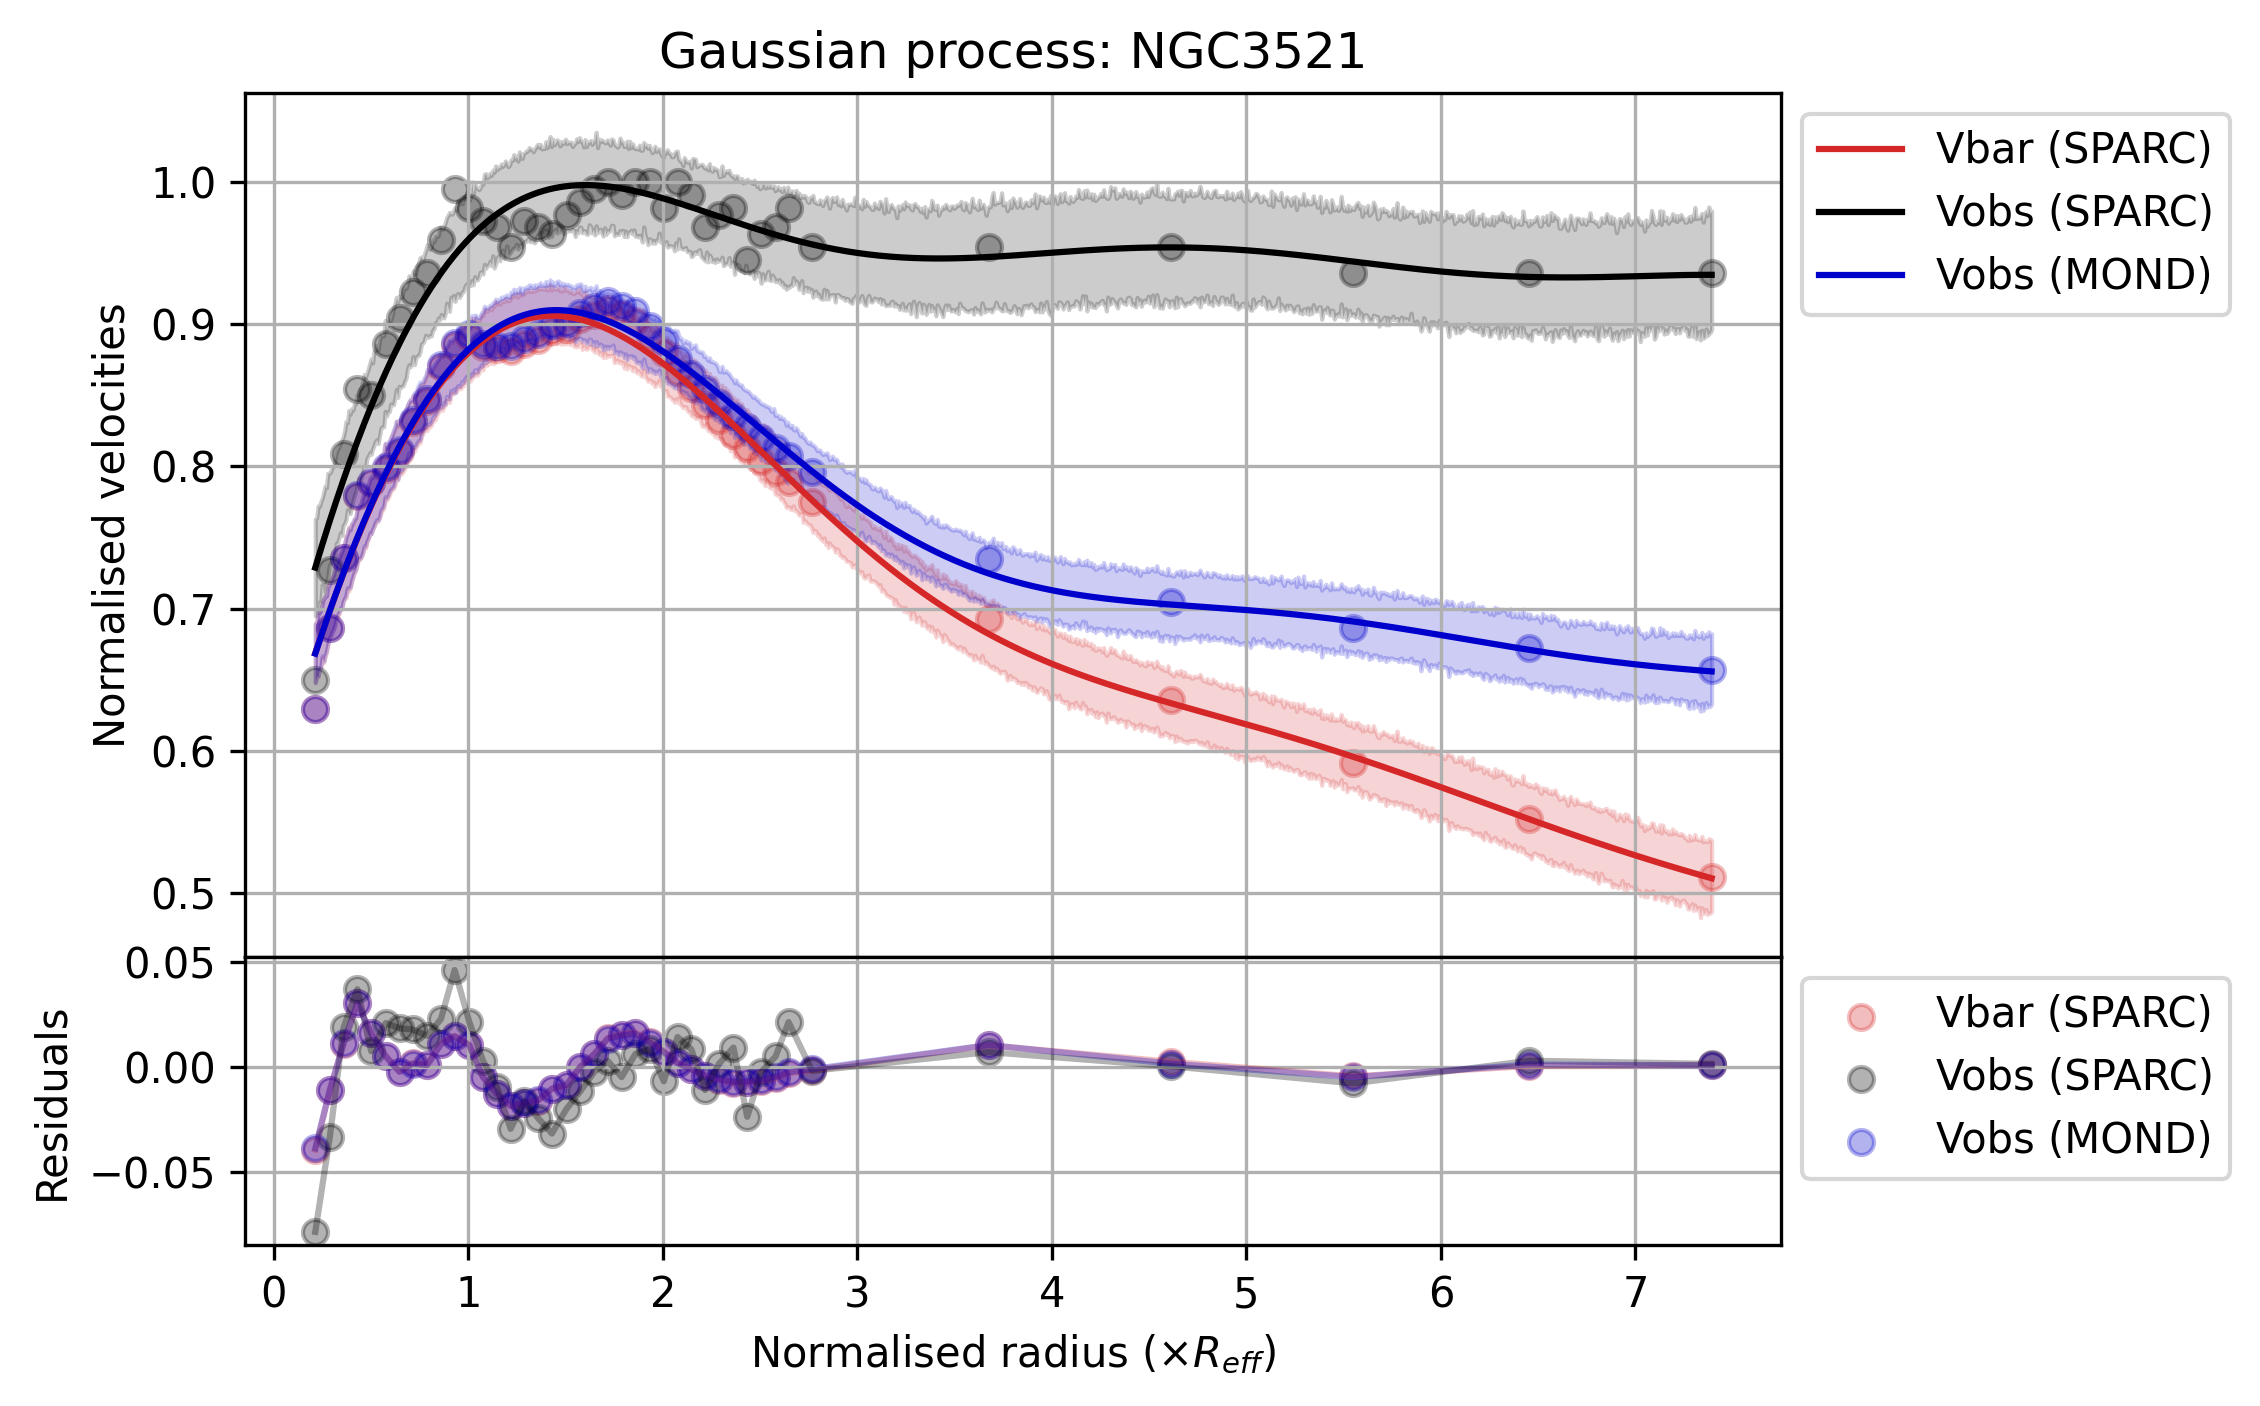 Gaussian process: NGC3521
Normalised velocities
1.0
0.9
0.8
0.7
0.6
0.5
Vbar (SPARC)
Vobs (SPARC)
Vobs (MOND)
Residuals
0.05
0.00
−0.05
Vbar (SPARC)
Vobs (SPARC)
Vobs (MOND)
0 1 2 3 4 5 6 7
Normalised radius (×R_eff)